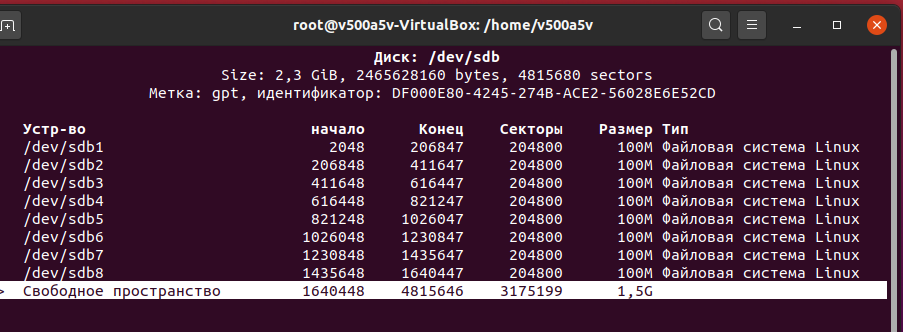 root@v500a5v-VirtualBox: /home/v500a5v
Диск: /dev/sdb
Size: 2,3 GiB, 2465628160 bytes, 4815680 sectors
Метка: gpt, идентификатор: DF000E80-4245-274B-ACE2-56028E6E52CD
Устр-во начало Конец Секторы Размер Тип
/dev/sdb1 2048 206847 204800 100M Файловая система Linux
/dev/sdb2 206848 411647 204800 100M Файловая система Linux
/dev/sdb3 411648 616447 204800 100M Файловая система Linux
/dev/sdb4 616448 821247 204800 100M Файловая система Linux
/dev/sdb5 821248 1026047 204800 100M Файловая система Linux
/dev/sdb6 1026048 1230847 204800 100M Файловая система Linux
/dev/sdb7 1230848 1435647 204800 100M Файловая система Linux
/dev/sdb8 1435648 1640447 204800 100M Файловая система Linux
> Свободное пространство 1640448 4815646 3175199 1,5G